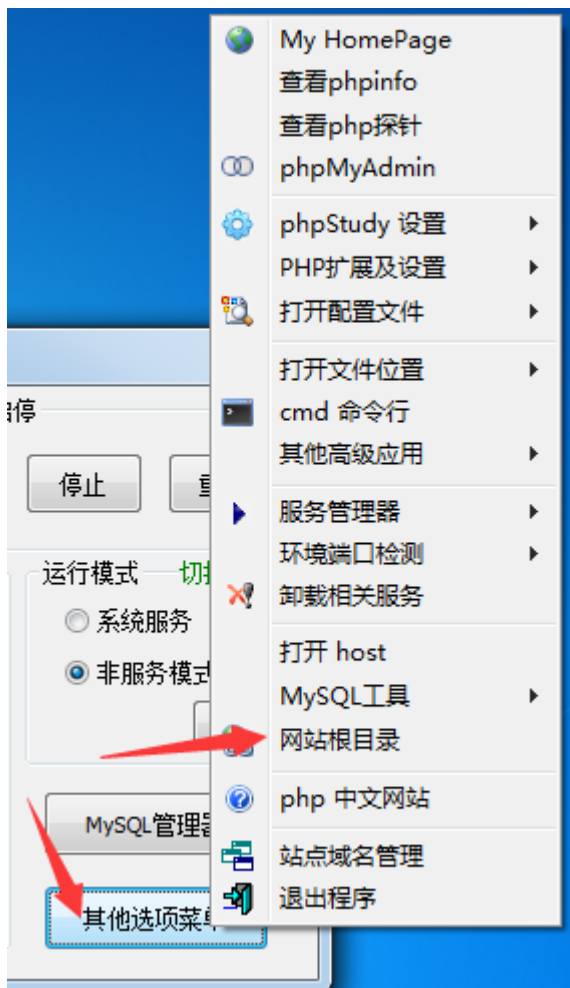 My HomePage
查看phpinfo
查看php探针
phpMyAdmin
phpStudy 设置
PHP扩展及设置
打开配置文件
打开文件位置
cmd 命令行
其他高级应用
服务管理器
环境端口检测
卸载相关服务
打开 host
MySQL工具
网站根目录
php 中文网站
站点域名管理
退出程序
停
停止
运行模式
系统服务
非服务模式
MySQL管理器
其他选项菜单